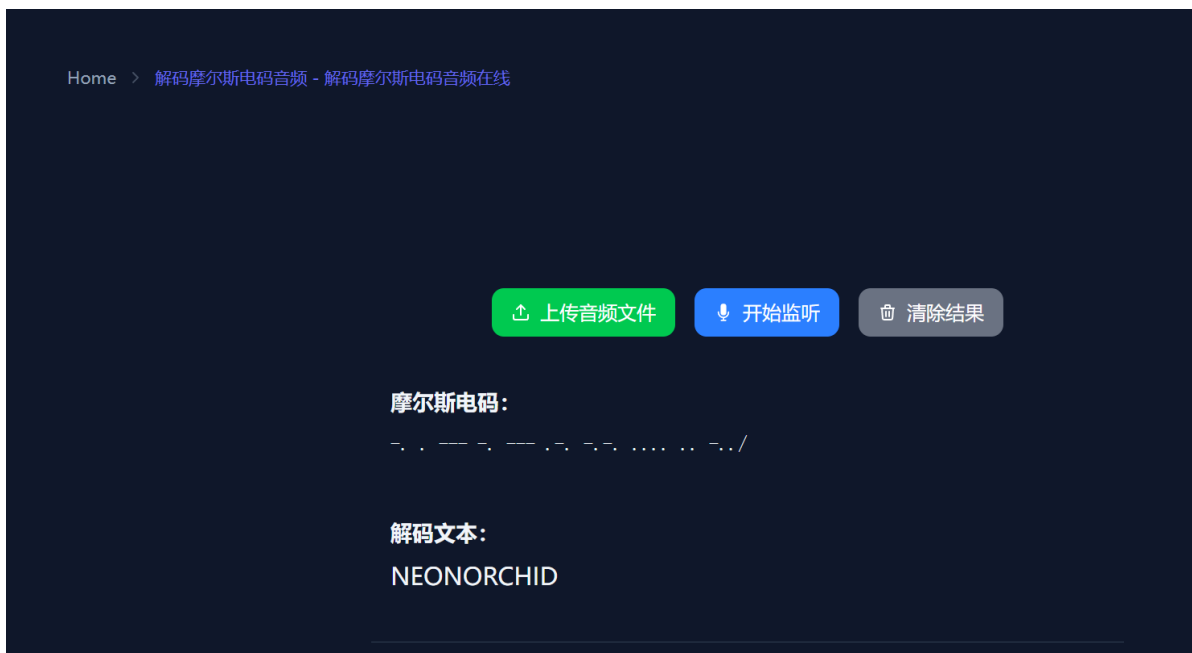 Home > 解码摩尔斯电码音频 - 解码摩尔斯电码音频在线
上传音频文件 开始监听 清除结果
摩尔斯电码:
-. . --- -. --- .-. -.-. .... .. -../
解码文本:
NEONORCHID